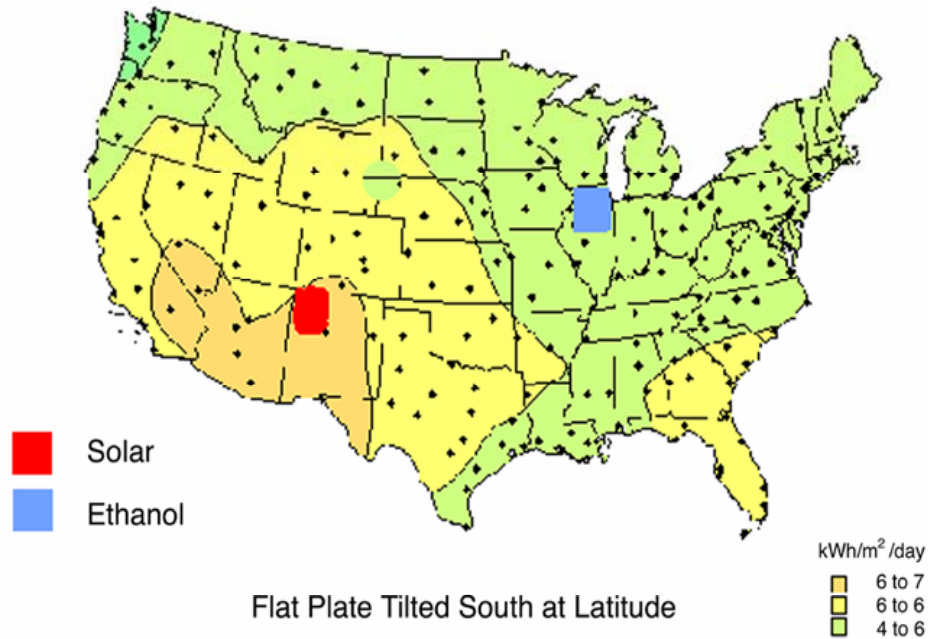 Solar
Ethanol
Flat Plate Tilted South at Latitude
kWh/m² /day
6 to 7
6 to 6
4 to 6